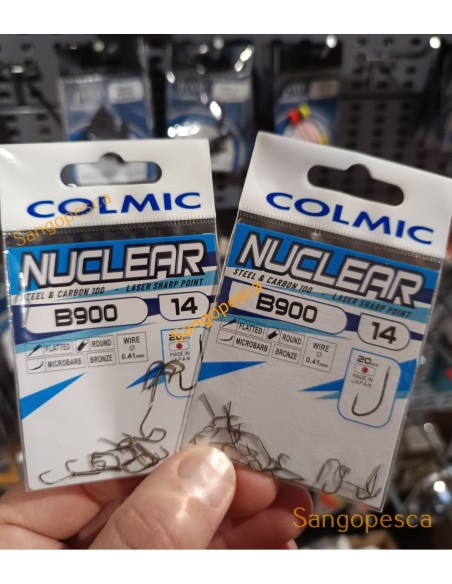 COLMIC
NUCLEAR
STEEL & CARBON 100 - LASER SHARP POINT
B900
14
FLATTED
ROUND
MICROBARB
BRONZE
WIRE
Ø
0.41mm
20pcs
MADE IN
JAPAN
Sangopesca
COLMIC
NUCLEAR
STEEL & CARBON 100 - LASER SHARP POINT
B900
14
FLATTED
ROUND
MICROBARB
BRONZE
WIRE
Ø
0.41mm
20pcs
MADE IN
JAPAN
Sangopesca
Sangopesca